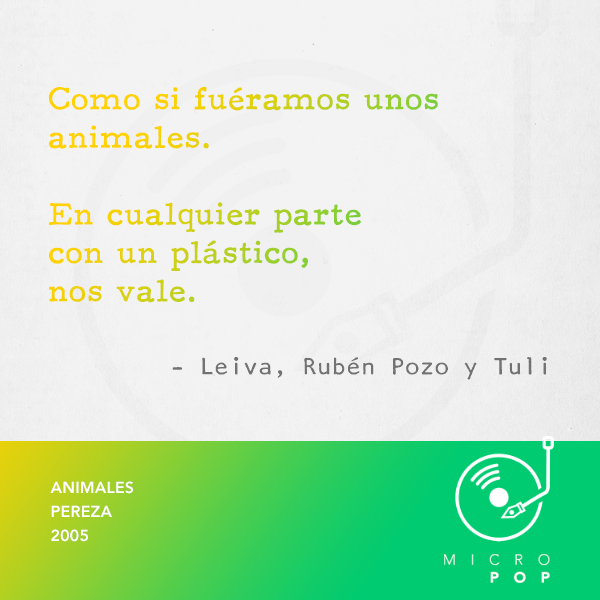 Como si fuéramos unos
animales.
En cualquier parte
con un plástico,
nos vale.
- Leiva, Rubén Pozo y Tuli
ANIMALES
PEREZA
2005
MICRO
POP